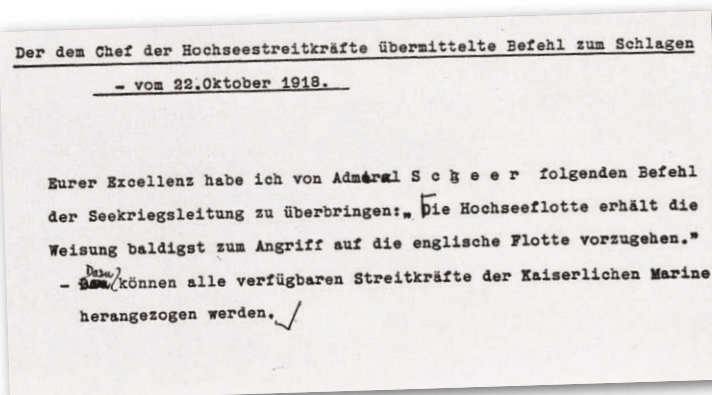 Der dem Chef der Hochseestreitkräfte übermittelte Befehl zum Schlagen
- vom 22.Oktober 1918.
Eurer Excellenz habe ich von Admiral S c h e e r folgenden Befehl
der Seekriegsleitung zu überbringen:„ Die Hochseeflotte erhält die
Weisung baldigst zum Angriff auf die englische Flotte vorzugehen."
- Dazu können alle verfügbaren Streitkräfte der Kaiserlichen Marine
herangezogen werden.